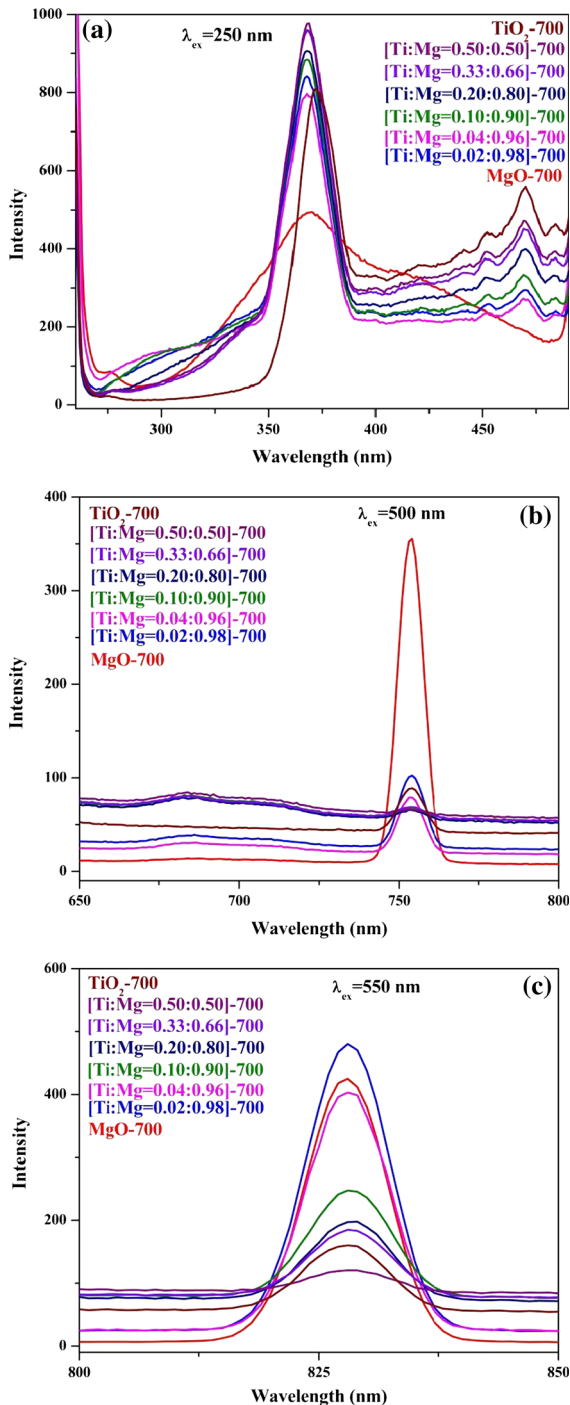 (a)
λex=250 nm
TiO2-700
[Ti:Mg=0.50:0.50]-700
[Ti:Mg=0.33:0.66]-700
[Ti:Mg=0.20:0.80]-700
[Ti:Mg=0.10:0.90]-700
[Ti:Mg=0.04:0.96]-700
[Ti:Mg=0.02:0.98]-700
MgO-700
1000
800
600
400
200
0
Intensity
300 350 400 450
Wavelength (nm)
(b)
λex=500 nm
TiO2-700
[Ti:Mg=0.50:0.50]-700
[Ti:Mg=0.33:0.66]-700
[Ti:Mg=0.20:0.80]-700
[Ti:Mg=0.10:0.90]-700
[Ti:Mg=0.04:0.96]-700
[Ti:Mg=0.02:0.98]-700
MgO-700
400
300
200
100
0
Intensity
650 700 750 800
Wavelength (nm)
(c)
λex=550 nm
TiO2-700
[Ti:Mg=0.50:0.50]-700
[Ti:Mg=0.33:0.66]-700
[Ti:Mg=0.20:0.80]-700
[Ti:Mg=0.10:0.90]-700
[Ti:Mg=0.04:0.96]-700
[Ti:Mg=0.02:0.98]-700
MgO-700
600
400
200
0
Intensity
800 825 850
Wavelength (nm)